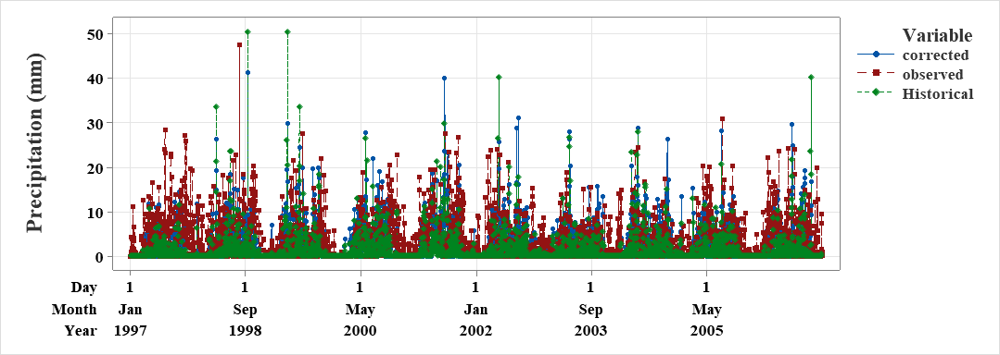 Precipitation (mm)
50
40
30
20
10
0
Day 1 1 1 1 1 1
Month Jan Sep May Jan Sep May
Year 1997 1998 2000 2002 2003 2005
Variable
corrected
observed
Historical